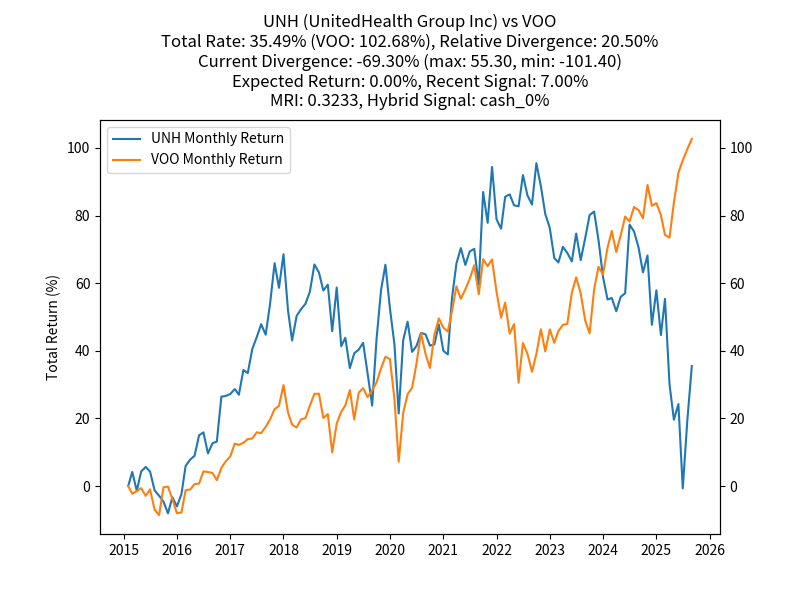 UNH (UnitedHealth Group Inc) vs VOO
Total Rate: 35.49% (VOO: 102.68%), Relative Divergence: 20.50%
Current Divergence: -69.30% (max: 55.30, min: -101.40)
Expected Return: 0.00%, Recent Signal: 7.00%
MRI: 0.3233, Hybrid Signal: cash_0%
UNH Monthly Return
VOO Monthly Return
Total Return (%)
100 100
80 80
60 60
40 40
20 20
0 0
2015 2016 2017 2018 2019 2020 2021 2022 2023 2024 2025 2026